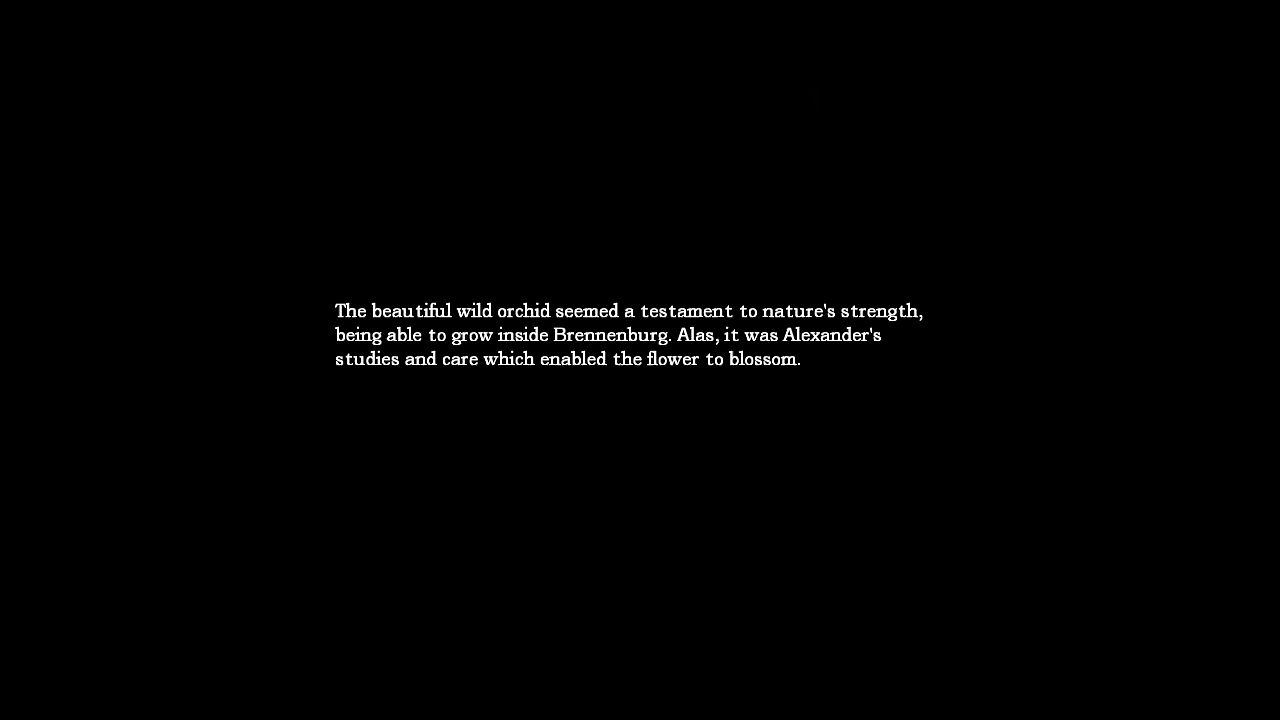 The beautiful wild orchid seemed a testament to nature's strength,
being able to grow inside Brennenburg. Alas, it was Alexander's
studies and care which enabled the flower to blossom.